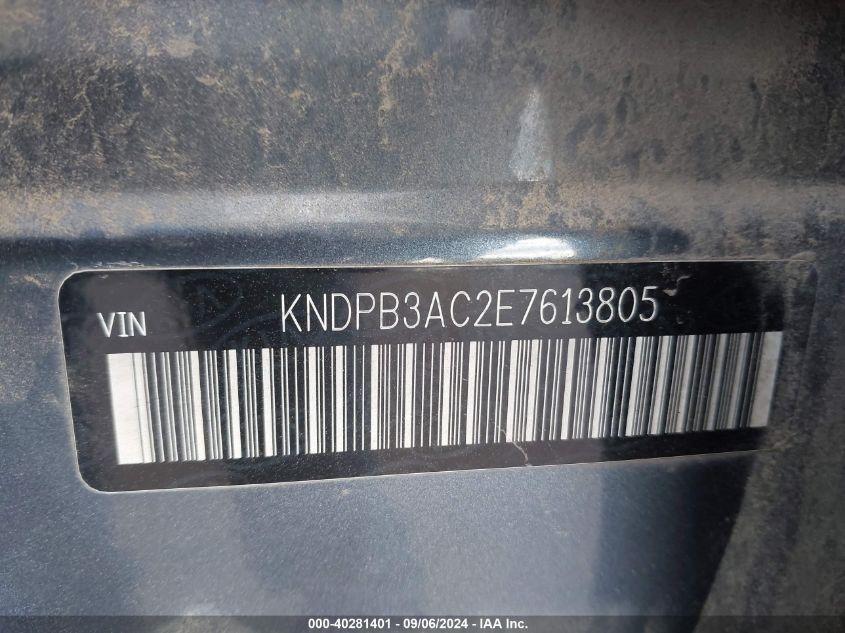 VIN KNDPB3AC2E7613805
000-40281401 - 09/06/2024 - IAA Inc.